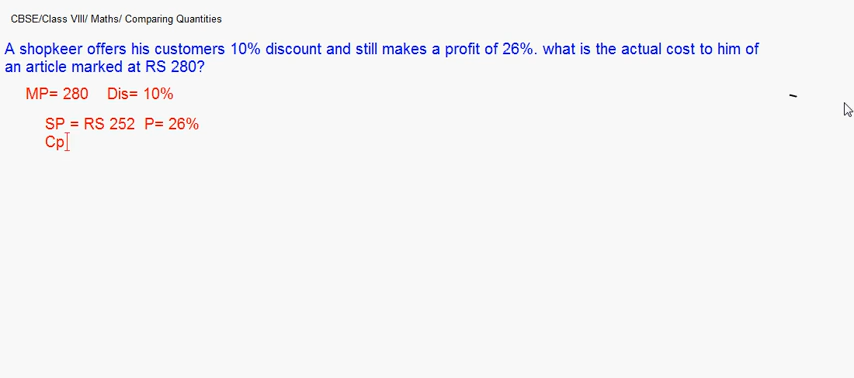 CBSE/Class VIII/ Maths/ Comparing Quantities
A shopkeer offers his customers 10% discount and still makes a profit of 26%. what is the actual cost to him of
an article marked at RS 280?
MP= 280 Dis= 10%
SP = RS 252 P= 26%
Cp